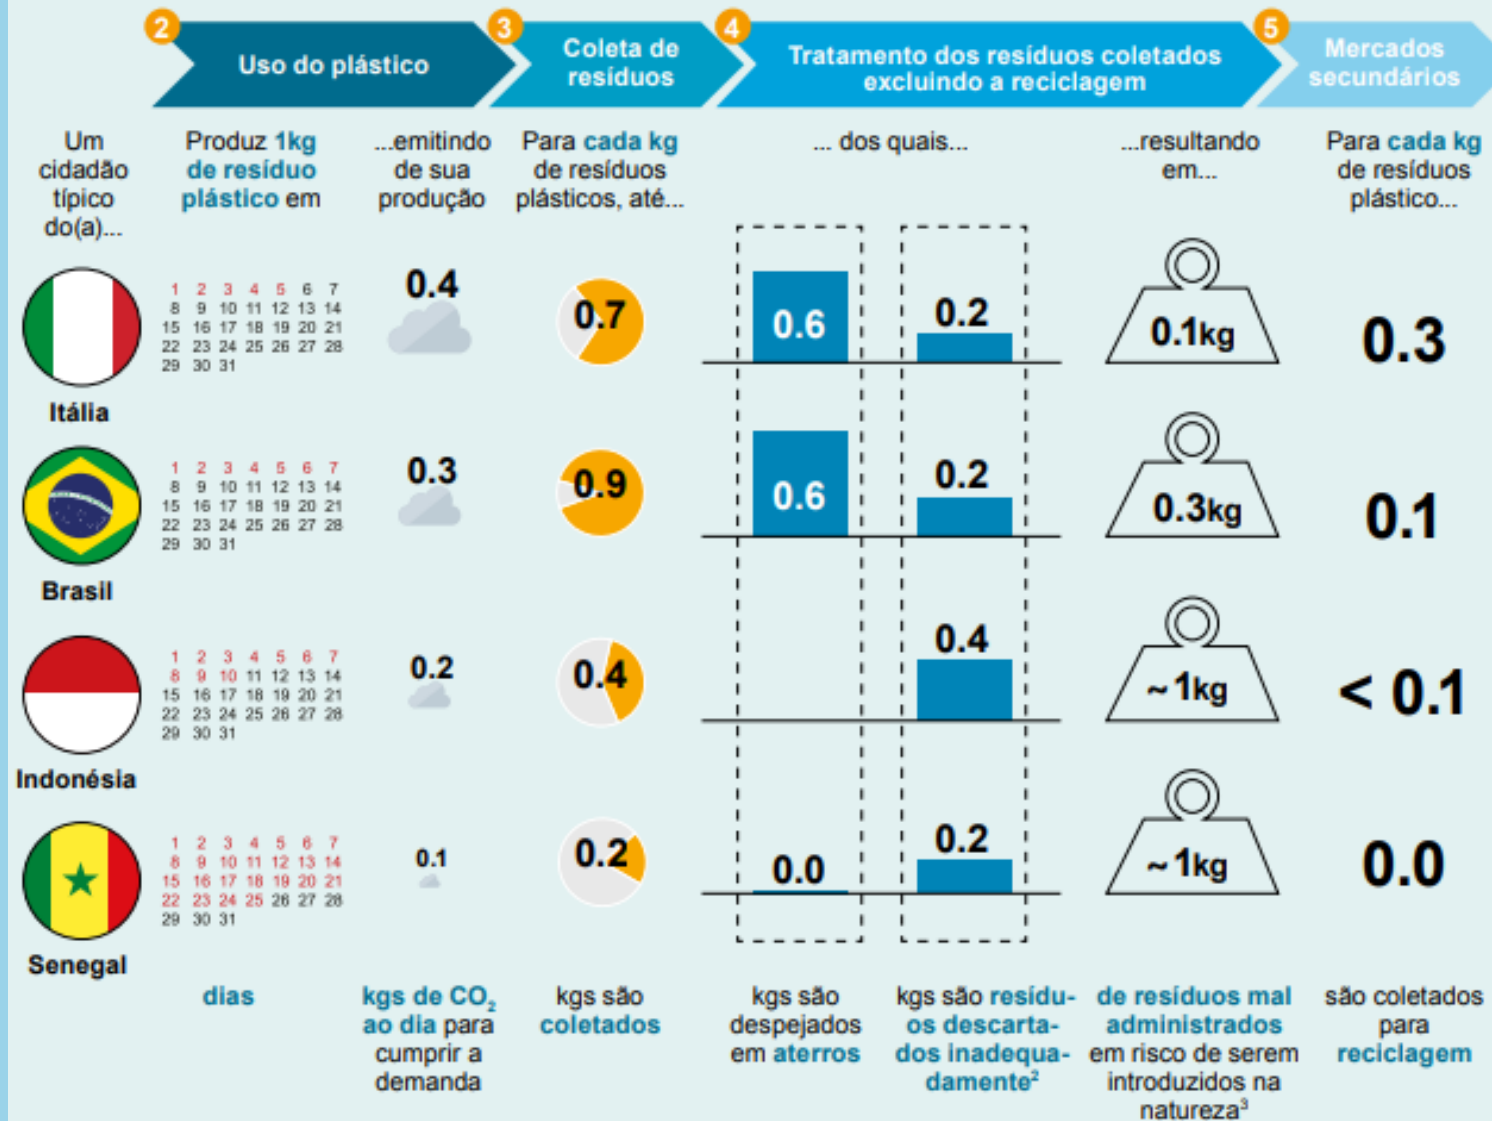 2
Uso do plástico
3
Coleta de
resíduos
4
Tratamento dos resíduos coletados
excluindo a reciclagem
5
Mercados
secundários
Um
cidadão
típico
do(a)...
Produz 1kg
de resíduo
plástico em
...emitindo
de sua
produção
Para cada kg
de resíduos
plásticos, até...
... dos quais...
...resultando
em...
Para cada kg
de resíduos
plástico...
Itália
1 2 3 4 5 6 7
8 9 10 11 12 13 14
15 16 17 18 19 20 21
22 23 24 25 26 27 28
29 30 31
0.4
0.7
0.6
0.2
0.1kg
0.3
Brasil
1 2 3 4 5 6 7
8 9 10 11 12 13 14
15 16 17 18 19 20 21
22 23 24 25 26 27 28
29 30 31
0.3
0.9
0.6
0.2
0.3kg
0.1
Indonésia
1 2 3 4 5 6 7
8 9 10 11 12 13 14
15 16 17 18 19 20 21
22 23 24 25 26 27 28
29 30 31
0.2
0.4
0.4
~ 1kg
< 0.1
Senegal
1 2 3 4 5 6 7
8 9 10 11 12 13 14
15 16 17 18 19 20 21
22 23 24 25 26 27 28
29 30 31
0.1
0.2
0.0
0.2
~ 1kg
0.0
dias
kgs de CO₂
ao dia para
cumprir a
demanda
kgs são
coletados
kgs são
despejados
em aterros
kgs são resídu-
os descarta-
dos inadequa-
damente²
de resíduos mal
administrados
em risco de serem
introduzidos na
natureza³
são coletados
para
reciclagem